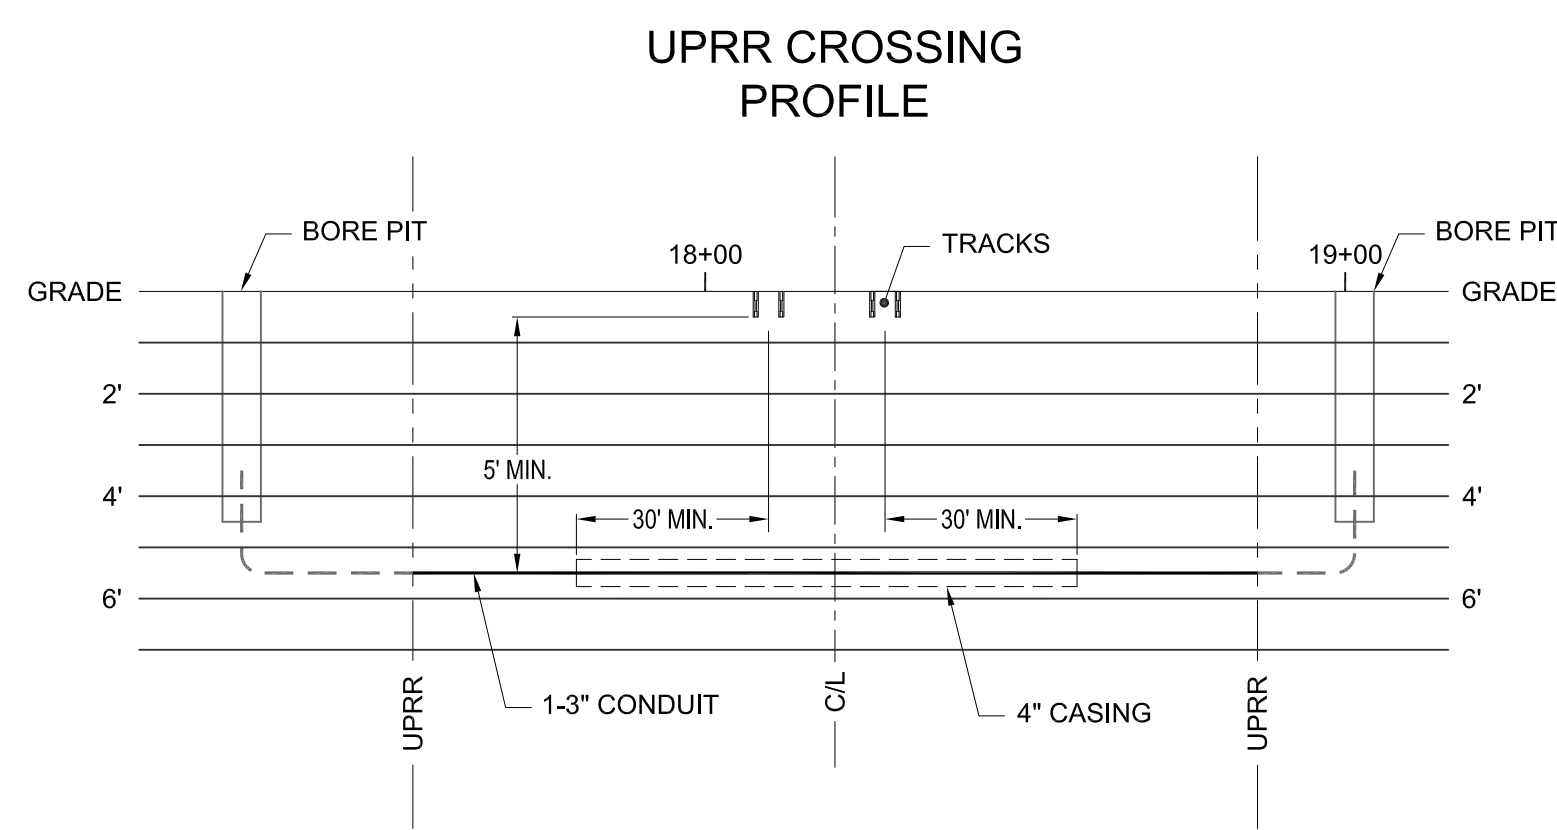 UPRR CROSSING
PROFILE
BORE PIT
BORE PIT
18+00
TRACKS
19+00
GRADE
GRADE
2'
2'
5' MIN.
4'
4'
30' MIN.
30' MIN.
6'
6'
UPRR
1-3" CONDUIT
C/L
4" CASING
UPRR